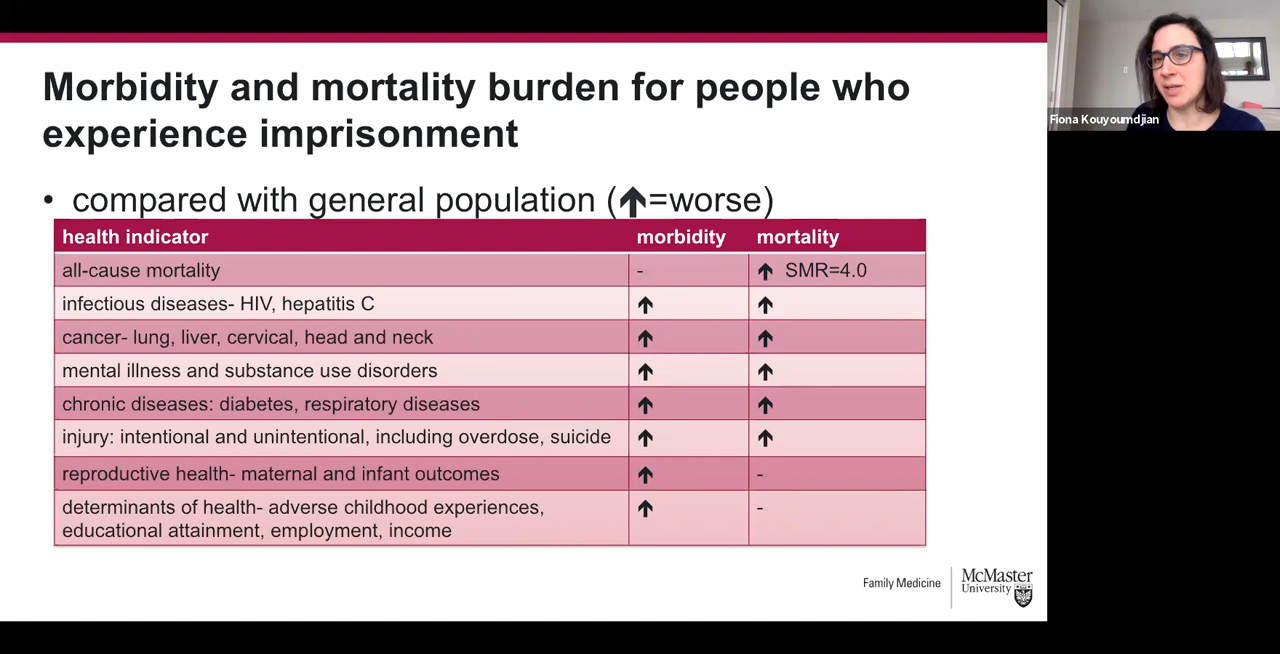 Morbidity and mortality burden for people who
experience imprisonment
• compared with general population (↑=worse)
health indicator morbidity mortality
all-cause mortality - ↑ SMR=4.0
infectious diseases- HIV, hepatitis C ↑ ↑
cancer- lung, liver, cervical, head and neck ↑ ↑
mental illness and substance use disorders ↑ ↑
chronic diseases: diabetes, respiratory diseases ↑ ↑
injury: intentional and unintentional, including overdose, suicide ↑ ↑
reproductive health- maternal and infant outcomes ↑ -
determinants of health- adverse childhood experiences, ↑ -
educational attainment, employment, income
Family Medicine
McMaster
University
Fiona Kouyoumdjian